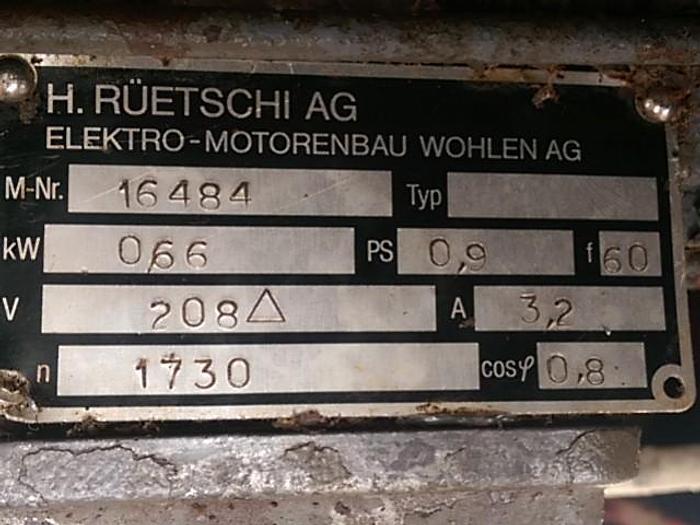 H. RÜETSCHI AG
ELEKTRO-MOTORENBAU WOHLEN AG
M-Nr. 16484 Typ
kW 0,66 PS 0,9 f 60
V 208△ A 3,2
n 1730 cosφ 0,8